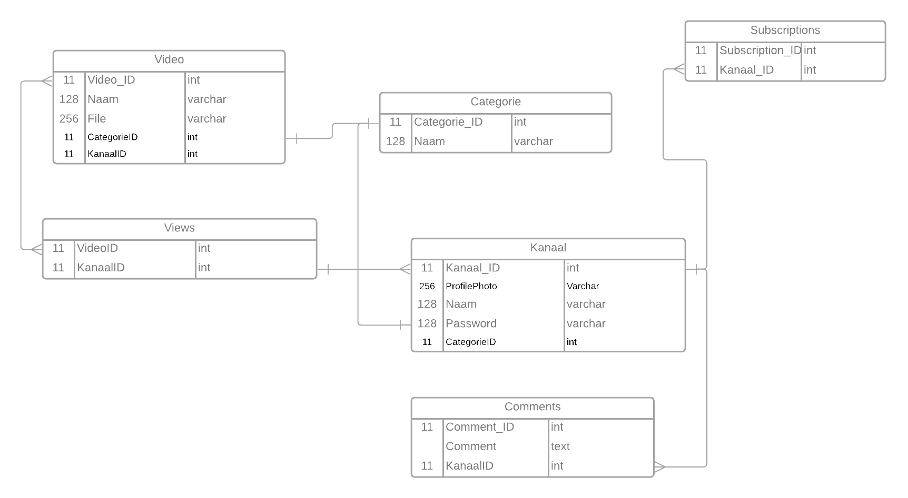 Subscriptions
11 Subscription_ID int
11 Kanaal_ID int
Video
11 Video_ID int
128 Naam varchar
256 File varchar
11 CategorieID int
11 KanaalID int
Categorie
11 Categorie_ID int
128 Naam varchar
Views
11 VideoID int
11 KanaalID int
Kanaal
11 Kanaal_ID int
256 ProfilePhoto Varchar
128 Naam varchar
128 Password varchar
11 CategorieID int
Comments
11 Comment_ID int
Comment text
11 KanaalID int